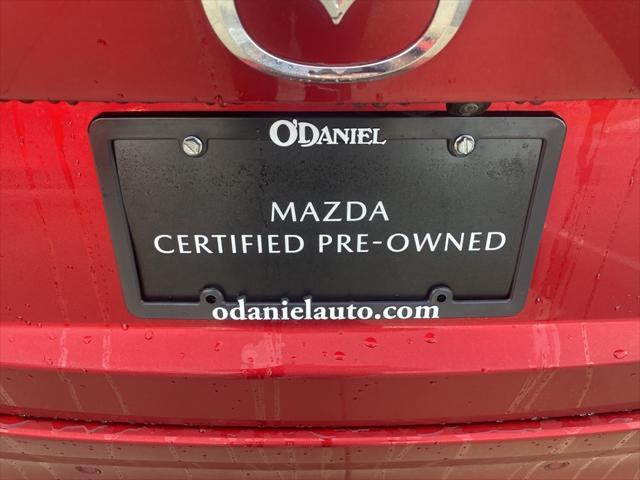 O'DANIEL
MAZDA
CERTIFIED PRE-OWNED
odanielauto.com